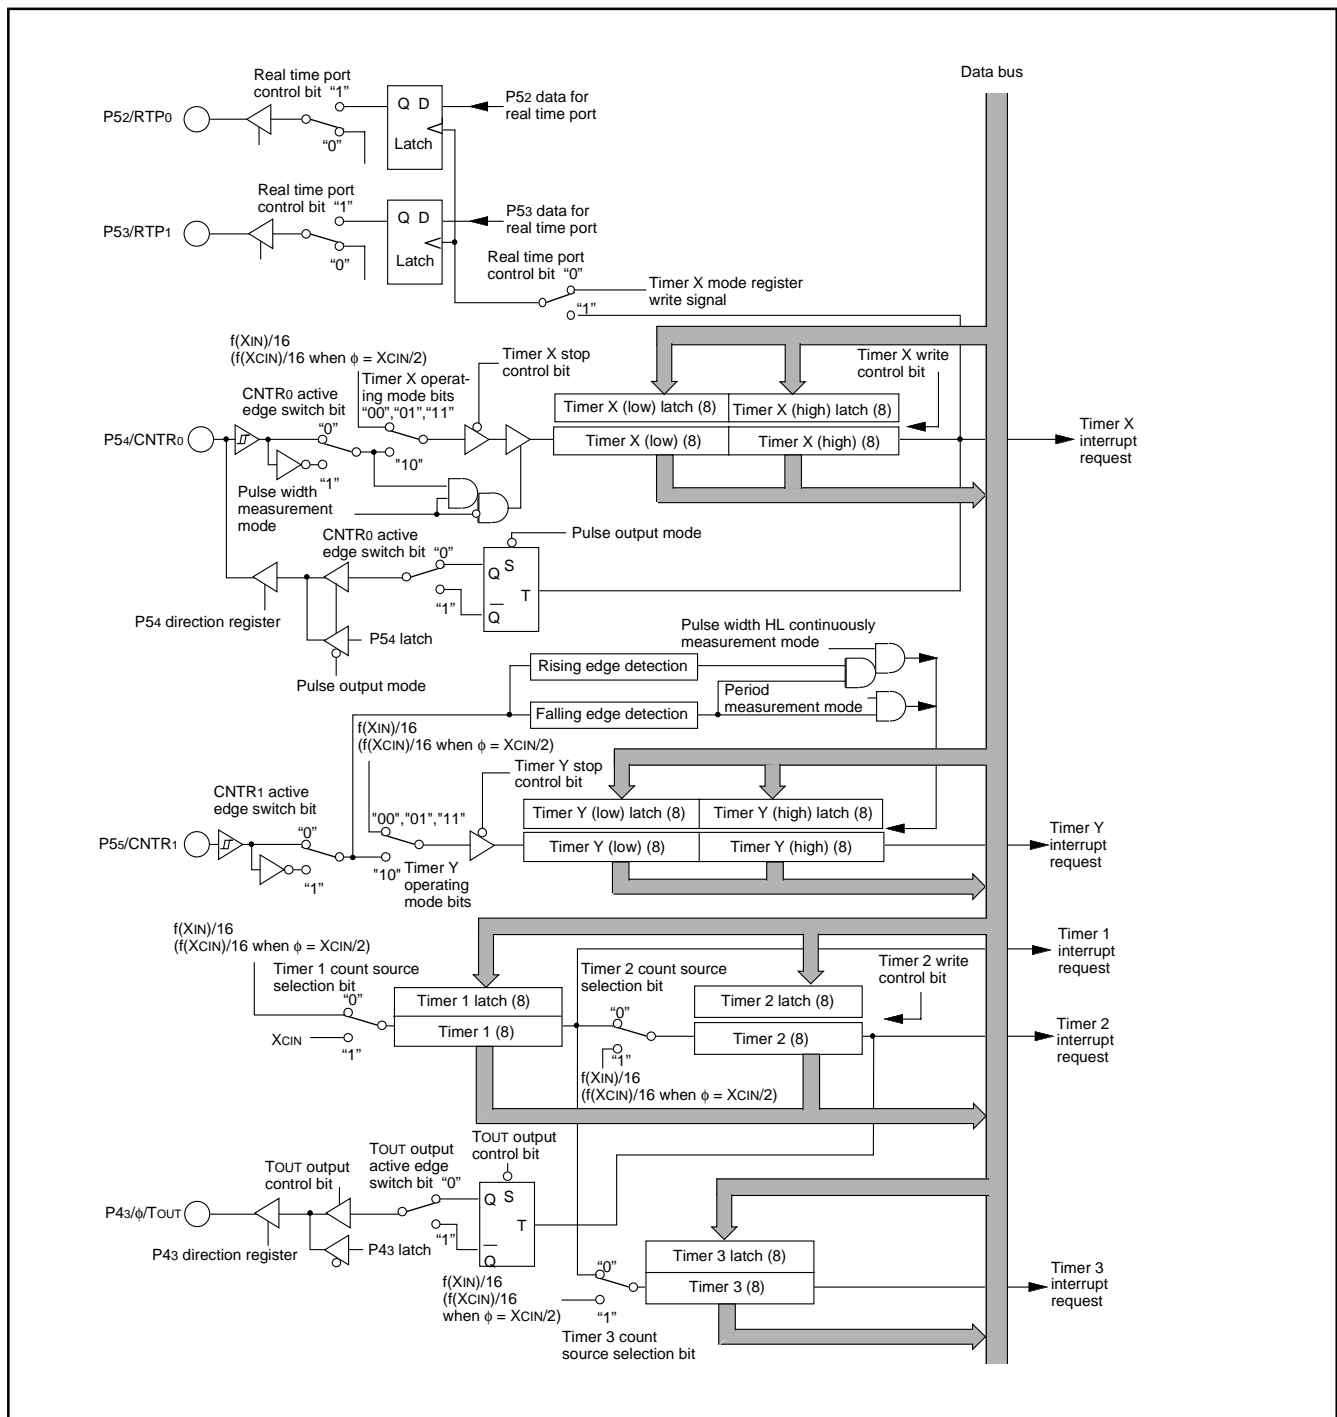 Data bus
Real time port
control bit “1”
Q D
P52 data for
real time port
P52/RTP0
“0”
Latch
Real time port
control bit “1”
Q D
P53 data for
real time port
P53/RTP1
“0”
Latch
Real time port
control bit “0”
Timer X mode register
write signal
“1”
f(XIN)/16
(f(XCIN)/16 when ϕ = XCIN/2)
Timer X stop
control bit
Timer X write
control bit
Timer X operat-
ing mode bits
"00",“01”,“11”
CNTR0 active
edge switch bit
Timer X (low) latch (8)
Timer X (high) latch (8)
P54/CNTR0
“0”
"10"
“1”
Timer X (low) (8)
Timer X (high) (8)
Timer X
interrupt
request
Pulse width
measurement
mode
CNTR0 active
edge switch bit “0”
Pulse output mode
Q S
T
“1”
Q
P54 direction register
P54 latch
Pulse output mode
Pulse width HL continuously
measurement mode
Rising edge detection
Period
measurement mode
Falling edge detection
f(XIN)/16
(f(XCIN)/16 when ϕ = XCIN/2)
Timer Y stop
control bit
CNTR1 active
edge switch bit
"00",“01”,“11"
Timer Y (low) latch (8)
Timer Y (high) latch (8)
P55/CNTR1
“0”
“1”
"10"
Timer Y
operating
mode bits
Timer Y (low) (8)
Timer Y (high) (8)
Timer Y
interrupt
request
f(XIN)/16
(f(XCIN)/16 when ϕ = XCIN/2)
Timer 1
interrupt
request
Timer 1 count source
selection bit
Timer 2 count source
selection bit
Timer 2 write
control bit
“0”
Timer 1 latch (8)
“0”
Timer 2 latch (8)
XCIN
“1”
Timer 1 (8)
“1”
Timer 2 (8)
Timer 2
interrupt
request
f(XIN)/16
(f(XCIN)/16 when ϕ = XCIN/2)
TOUT output
control bit
TOUT output
active edge
switch bit “0”
TOUT output
control bit
Q S
T
P43/ϕ/TOUT
“1”
Q
P43 direction register
P43 latch
Timer 3 latch (8)
f(XIN)/16
(f(XCIN)/16
when ϕ = XCIN/2)
“0”
“1”
Timer 3 (8)
Timer 3
interrupt
request
Timer 3 count
source selection bit